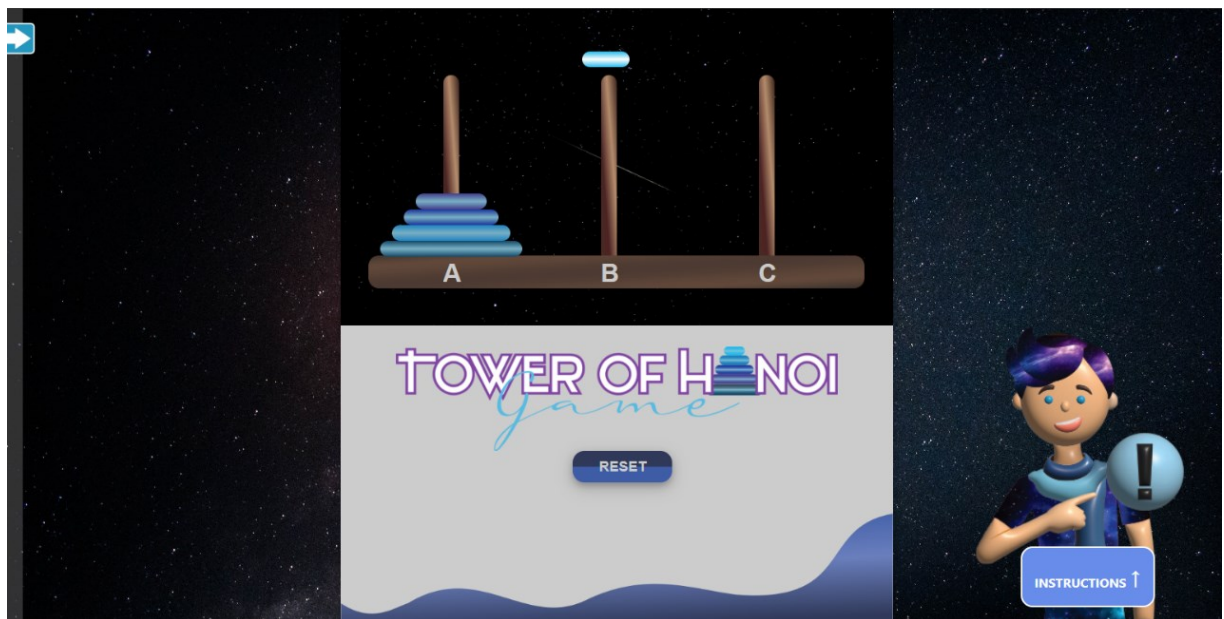 A B C
TOWER OF HANOI
Game
RESET
INSTRUCTIONS ↑